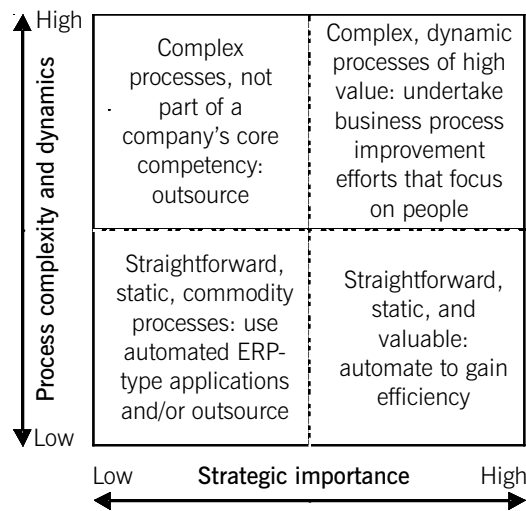 High
Complex
processes, not
part of a
company's core
competency:
outsource
Complex, dynamic
processes of high
value: undertake
business process
improvement
efforts that focus
on people
Process complexity and dynamics
Straightforward,
static, commodity
processes: use
automated ERP-
type applications
and/or outsource
Straightforward,
static, and
valuable:
automate to gain
efficiency
Low
Low
Strategic importance
High